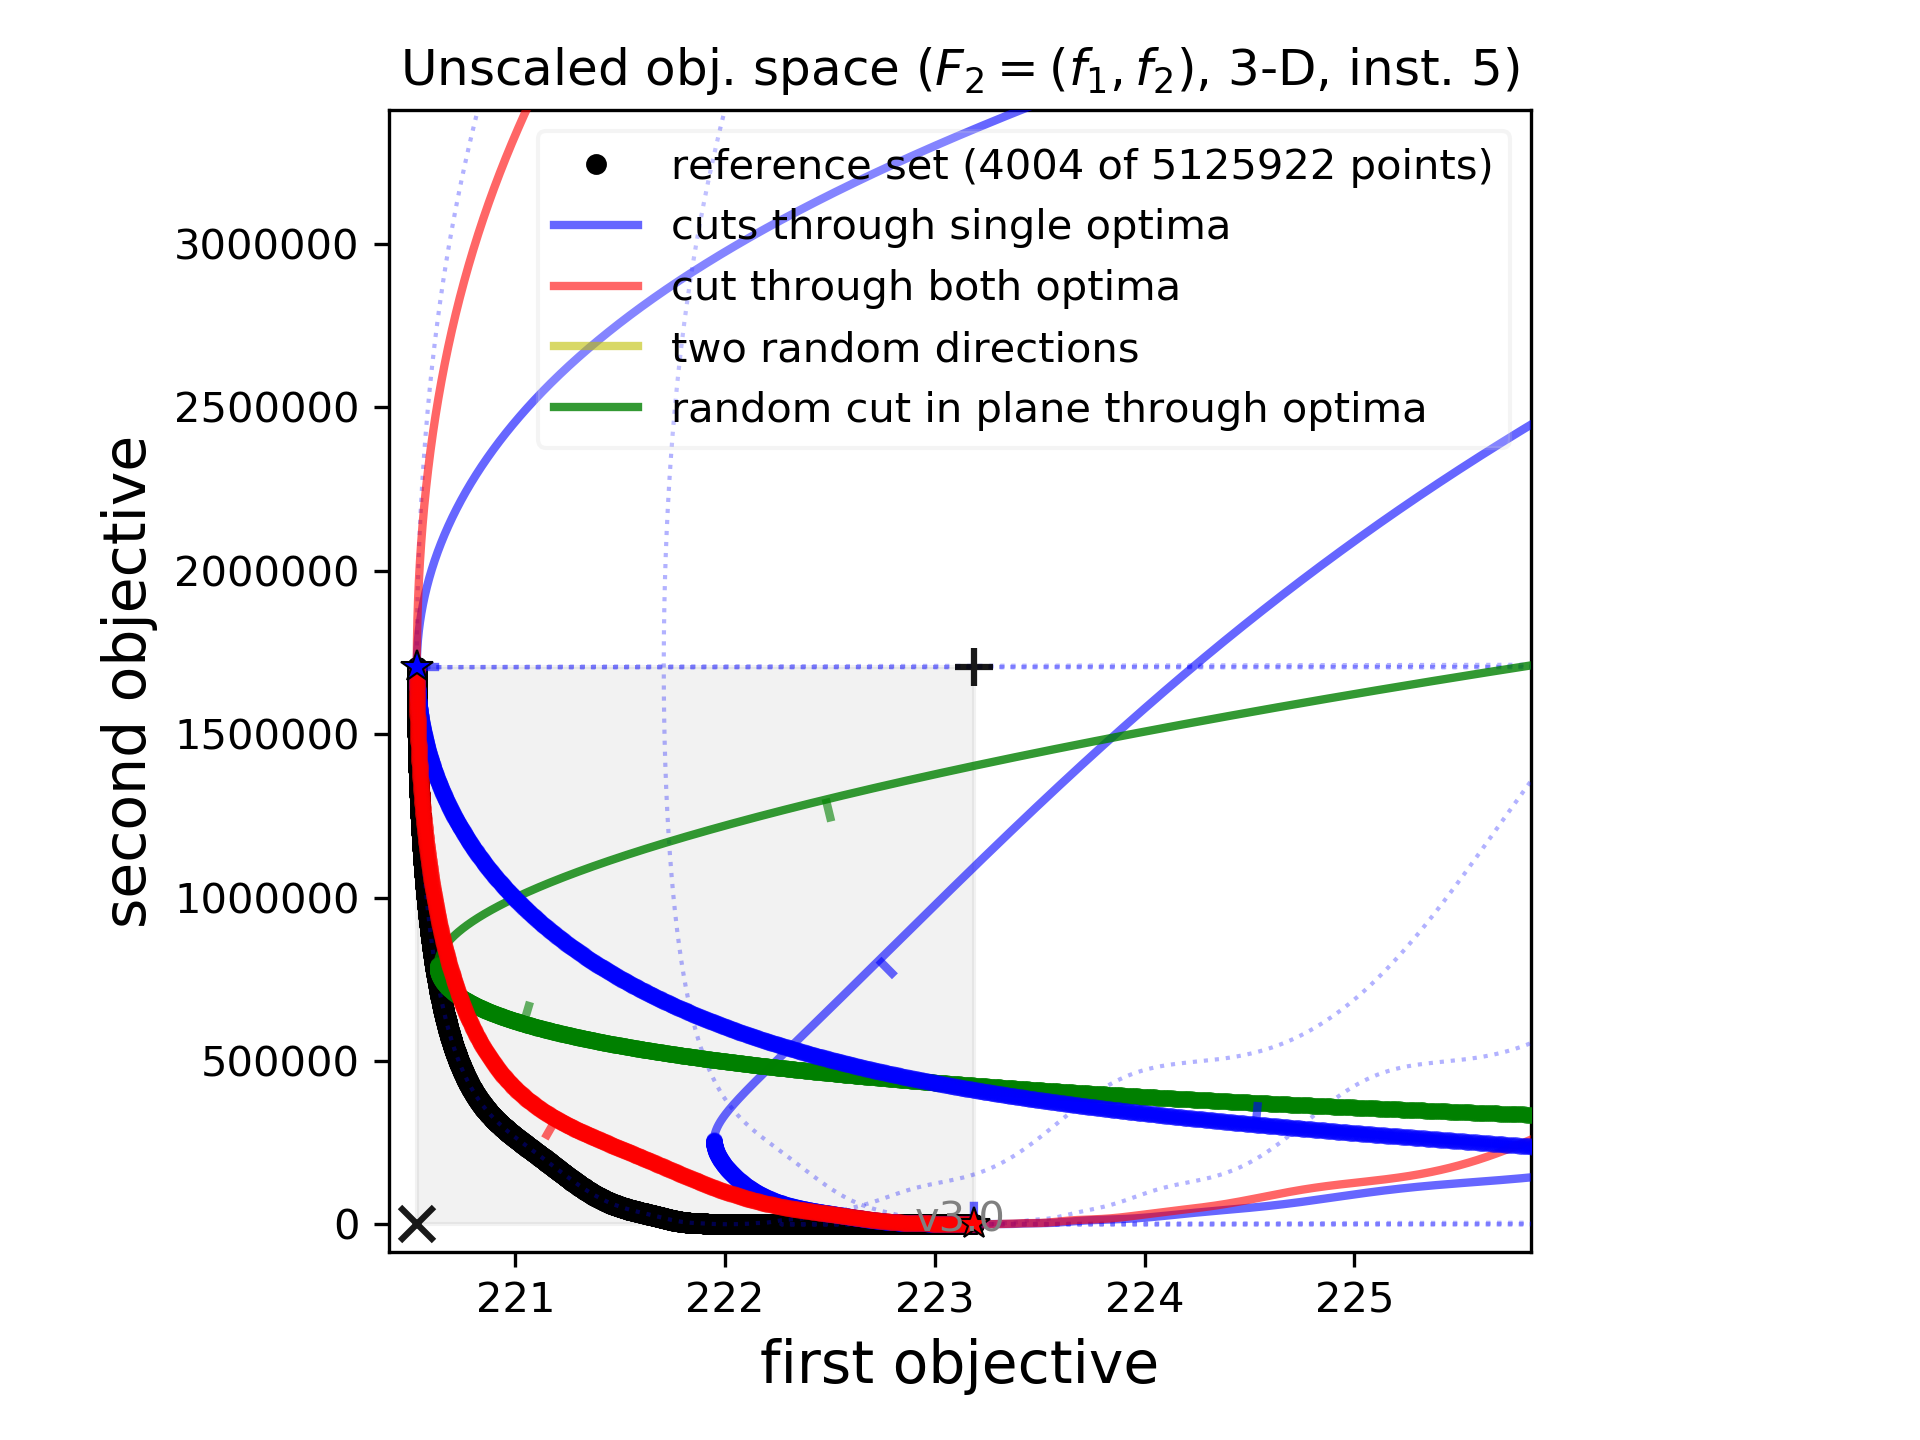 Unscaled obj. space (F₂ = (f₁, f₂), 3-D, inst. 5)
reference set (4004 of 5125922 points)
cuts through single optima
cut through both optima
two random directions
random cut in plane through optima
3000000
2500000
2000000
1500000
1000000
500000
0
second objective
v3.0
221
222
223
224
225
first objective